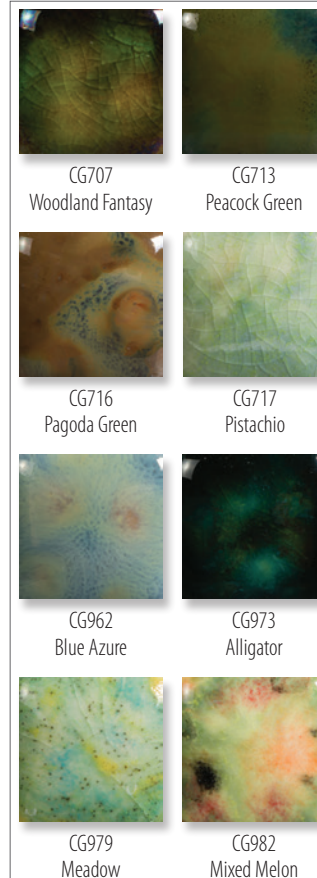 CG707
Woodland Fantasy
CG713
Peacock Green
CG716
Pagoda Green
CG717
Pistachio
CG962
Blue Azure
CG973
Alligator
CG979
Meadow
CG982
Mixed Melon